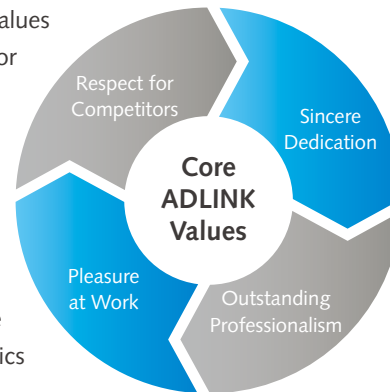 Respect for
Competitors
Sincere
Dedication
Core
ADLINK
Values
Pleasure
at Work
Outstanding
Professionalism